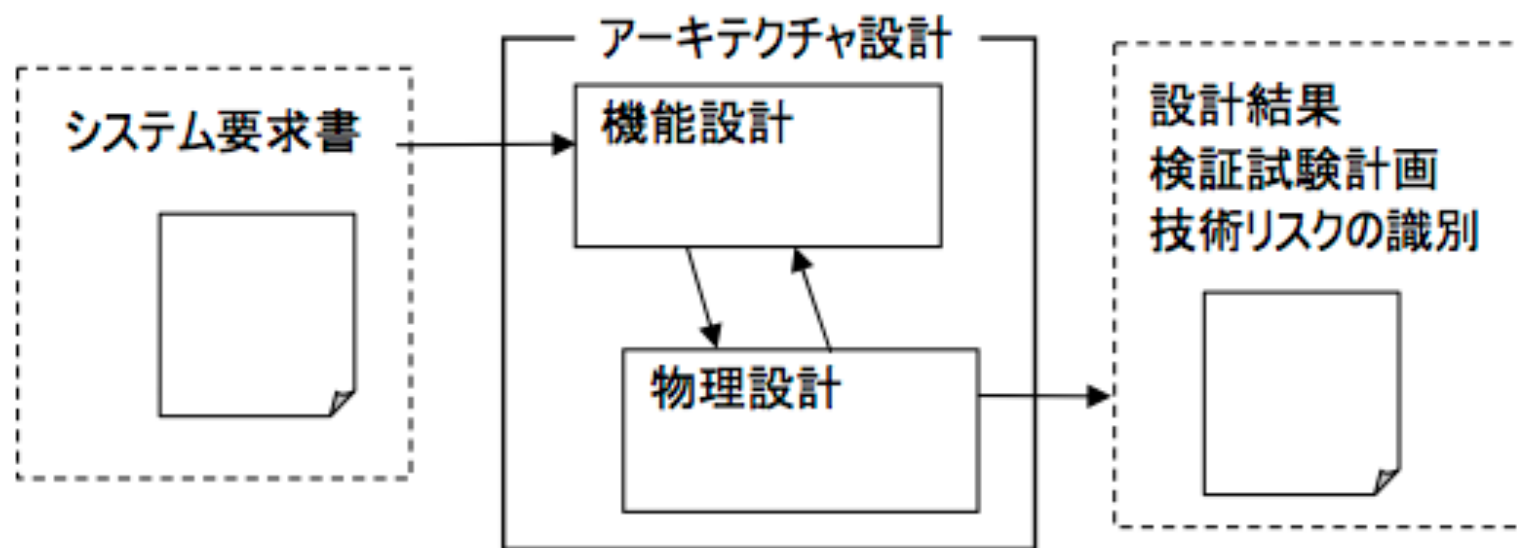 アーキテクチャ設計
システム要求書
機能設計
物理設計
設計結果
検証試験計画
技術リスクの識別